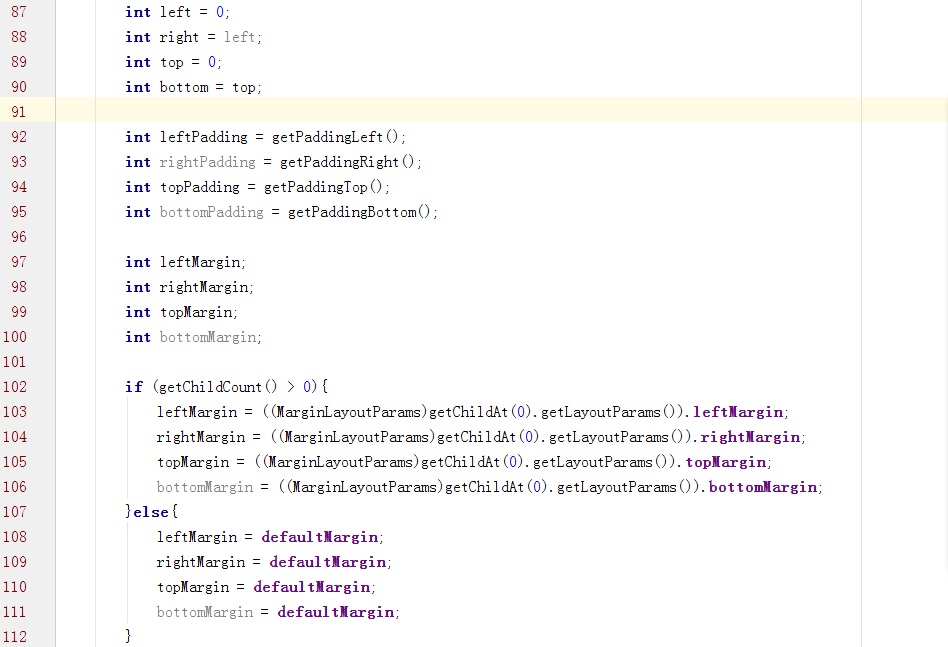 87 int left = 0;
88 int right = left;
89 int top = 0;
90 int bottom = top;
91
92 int leftPadding = getPaddingLeft();
93 int rightPadding = getPaddingRight();
94 int topPadding = getPaddingTop();
95 int bottomPadding = getPaddingBottom();
96
97 int leftMargin;
98 int rightMargin;
99 int topMargin;
100 int bottomMargin;
101
102 if (getChildCount() > 0){
103 leftMargin = ((MarginLayoutParams)getChildAt(0).getLayoutParams()).leftMargin;
104 rightMargin = ((MarginLayoutParams)getChildAt(0).getLayoutParams()).rightMargin;
105 topMargin = ((MarginLayoutParams)getChildAt(0).getLayoutParams()).topMargin;
106 bottomMargin = ((MarginLayoutParams)getChildAt(0).getLayoutParams()).bottomMargin;
107 }else{
108 leftMargin = defaultMargin;
109 rightMargin = defaultMargin;
110 topMargin = defaultMargin;
111 bottomMargin = defaultMargin;
112 }